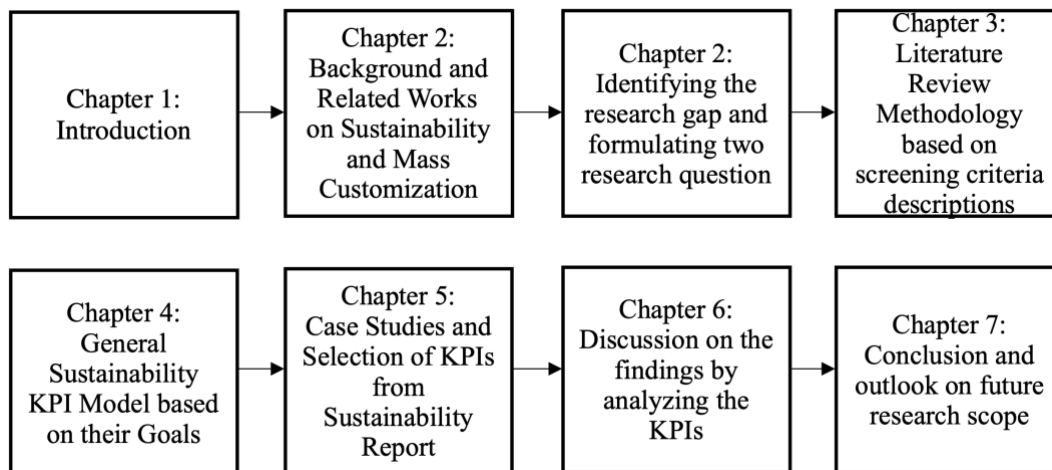 Chapter 1:
Introduction
Chapter 2:
Background and
Related Works
on Sustainability
and Mass
Customization
Chapter 2:
Identifying the
research gap and
formulating two
research question
Chapter 3:
Literature
Review
Methodology
based on
screening criteria
descriptions
Chapter 4:
General
Sustainability
KPI Model based
on their Goals
Chapter 5:
Case Studies and
Selection of KPIs
from
Sustainability
Report
Chapter 6:
Discussion on the
findings by
analyzing the
KPIs
Chapter 7:
Conclusion and
outlook on future
research scope